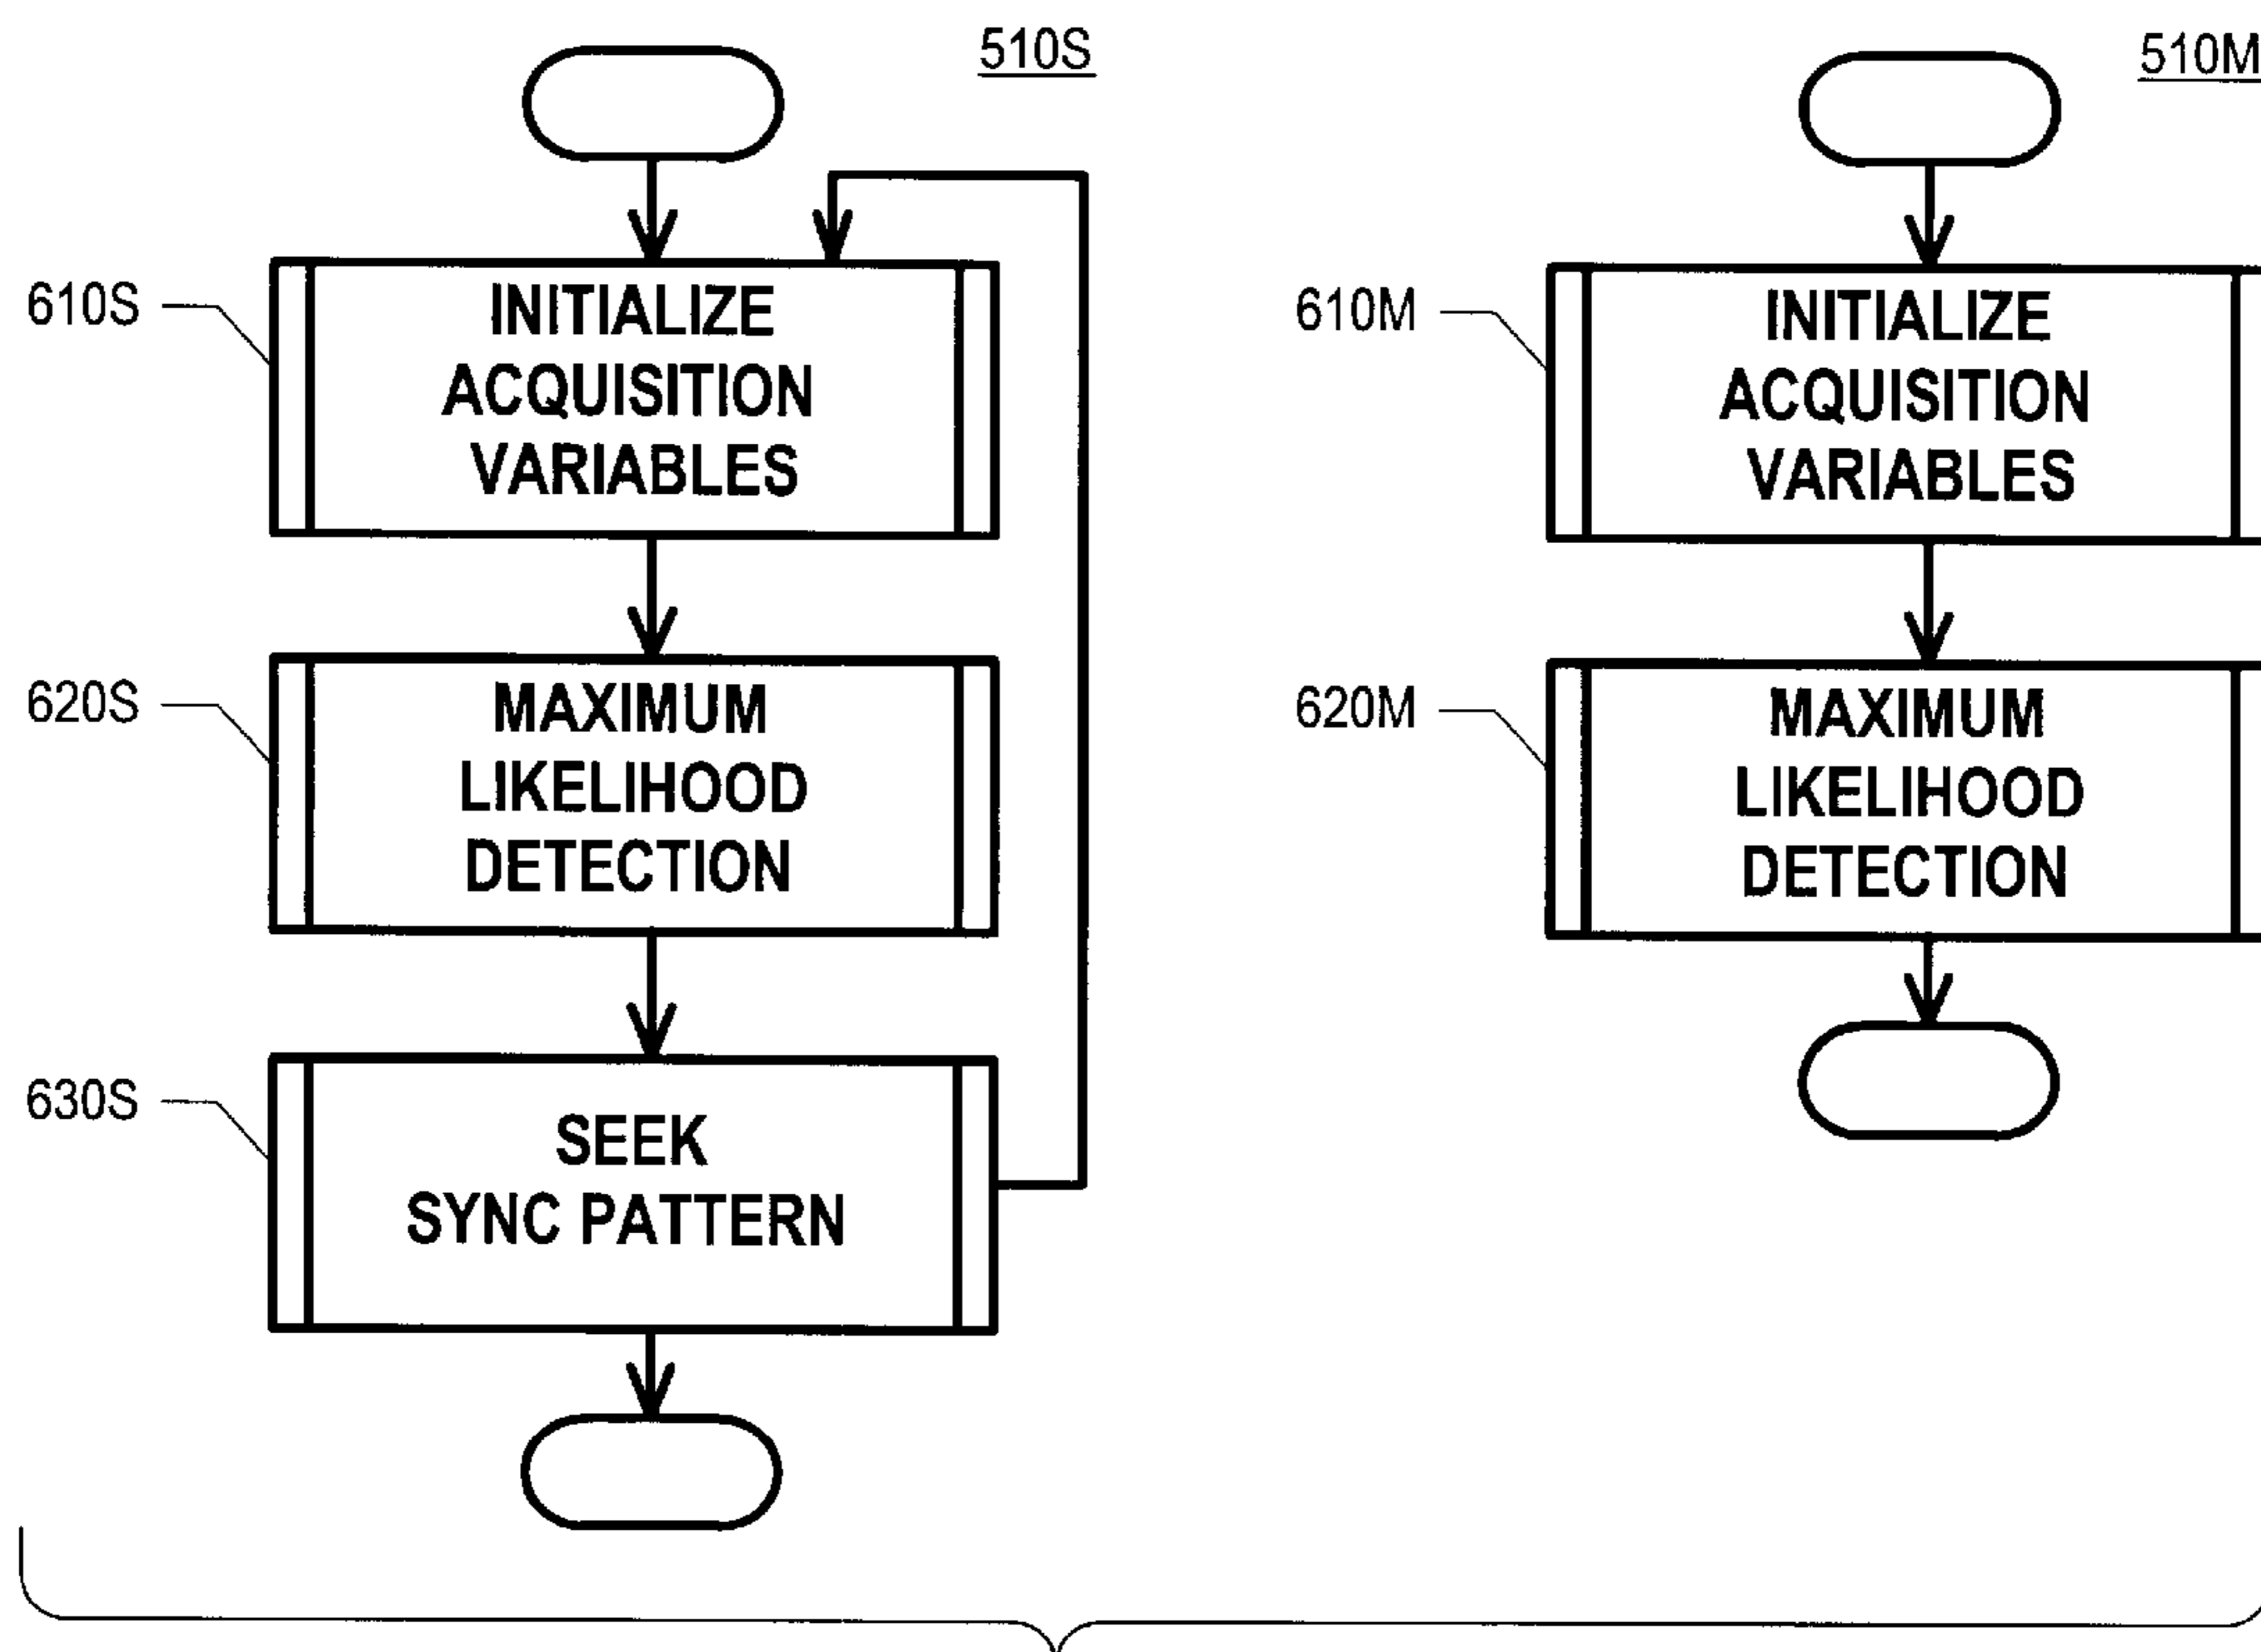 510S
610S
INITIALIZE
ACQUISITION
VARIABLES
620S
MAXIMUM
LIKELIHOOD
DETECTION
630S
SEEK
SYNC PATTERN
510M
610M
INITIALIZE
ACQUISITION
VARIABLES
620M
MAXIMUM
LIKELIHOOD
DETECTION